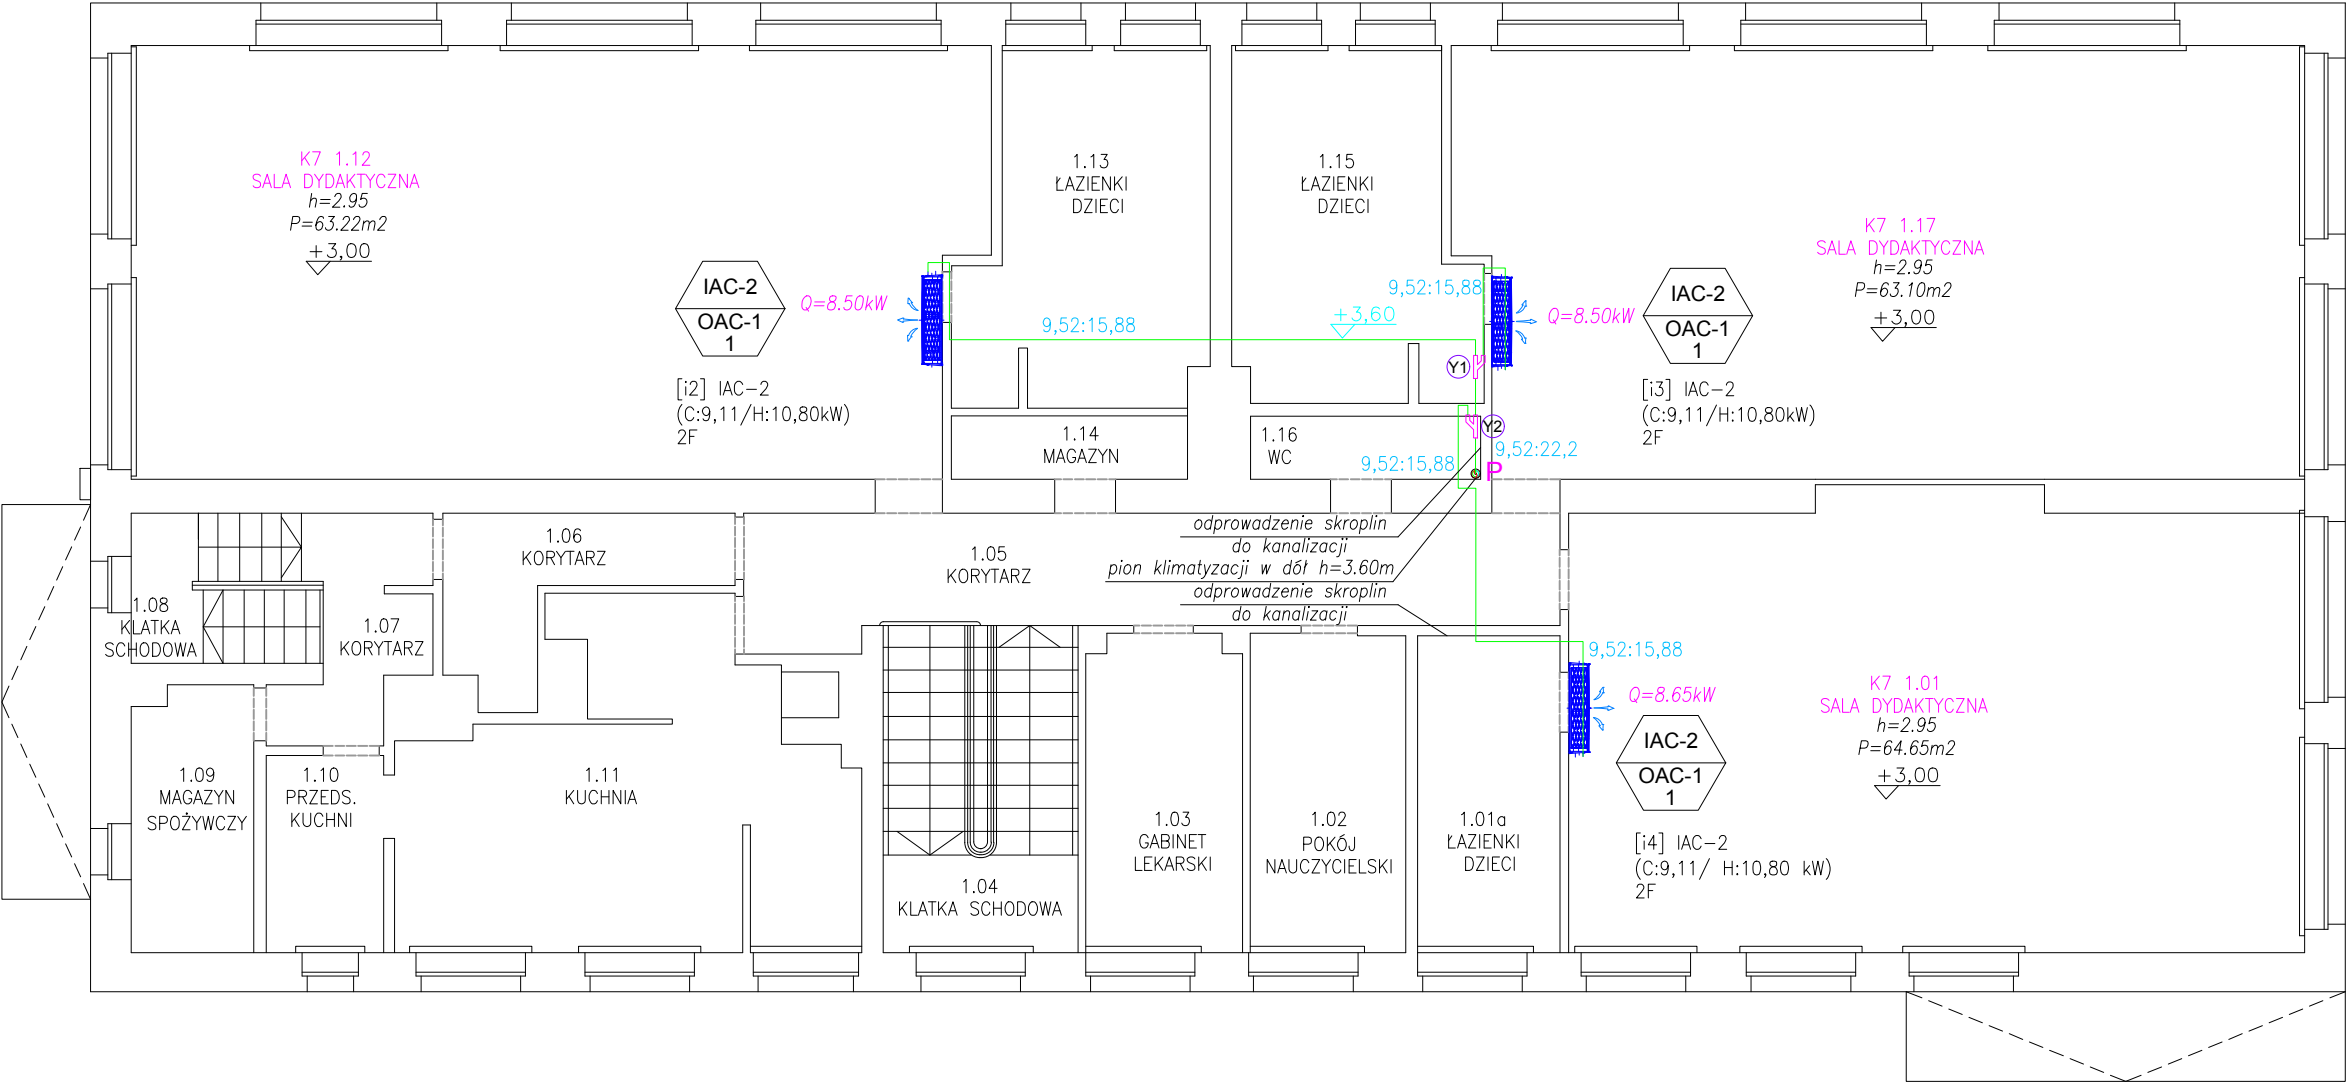 K7 1.12
SALA DYDAKTYCZNA
h=2.95
P=63.22m2
+3,00
IAC-2
OAC-1
1
Q=8.50kW
[i2] IAC-2
(C:9,11/H:10,80kW)
2F
1.13
ŁAZIENKI
DZIECI
9,52:15,88
1.14
MAGAZYN
1.15
ŁAZIENKI
DZIECI
9,52:15,88
+3,60
Y1
1.16
WC
Y2
9,52:22,2
9,52:15,88
P
K7 1.17
SALA DYDAKTYCZNA
h=2.95
P=63.10m2
+3,00
Q=8.50kW
IAC-2
OAC-1
1
[i3] IAC-2
(C:9,11/H:10,80kW)
2F
odprowadzenie skroplin
do kanalizacji
pion klimatyzacji w dół h=3.60m
odprowadzenie skroplin
do kanalizacji
1.05
KORYTARZ
1.06
KORYTARZ
1.08
KLATKA
SCHODOWA
1.07
KORYTARZ
1.09
MAGAZYN
SPOŻYWCZY
1.10
PRZEDS.
KUCHNI
1.11
KUCHNIA
1.04
KLATKA SCHODOWA
1.03
GABINET
LEKARSKI
1.02
POKÓJ
NAUCZYCIELSKI
1.01a
ŁAZIENKI
DZIECI
9,52:15,88
Q=8.65kW
IAC-2
OAC-1
1
[i4] IAC-2
(C:9,11/ H:10,80 kW)
2F
K7 1.01
SALA DYDAKTYCZNA
h=2.95
P=64.65m2
+3,00